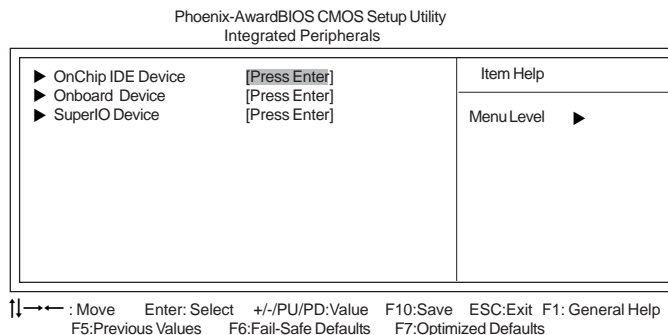 Phoenix-AwardBIOS CMOS Setup Utility
Integrated Peripherals
▶ OnChip IDE Device [Press Enter]
▶ Onboard Device [Press Enter]
▶ SuperIO Device [Press Enter]
Item Help
Menu Level ▶
↑↓→← : Move Enter: Select +/-/PU/PD:Value F10:Save ESC:Exit F1: General Help
F5:Previous Values F6:Fail-Safe Defaults F7:Optimized Defaults